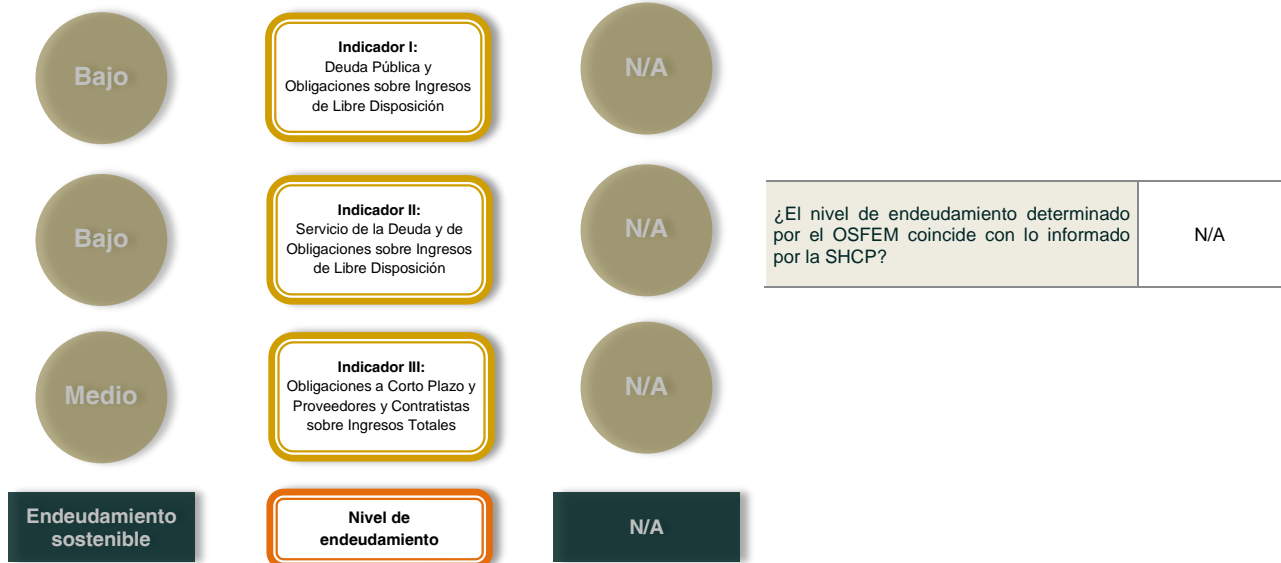 Bajo
Indicador I:
Deuda Pública y
Obligaciones sobre Ingresos
de Libre Disposición
N/A
Bajo
Indicador II:
Servicio de la Deuda y de
Obligaciones sobre Ingresos
de Libre Disposición
N/A
¿El nivel de endeudamiento determinado
por el OSFEM coincide con lo informado
por la SHCP?
N/A
Medio
Indicador III:
Obligaciones a Corto Plazo y
Proveedores y Contratistas
sobre Ingresos Totales
N/A
Endeudamiento
sostenible
Nivel de
endeudamiento
N/A